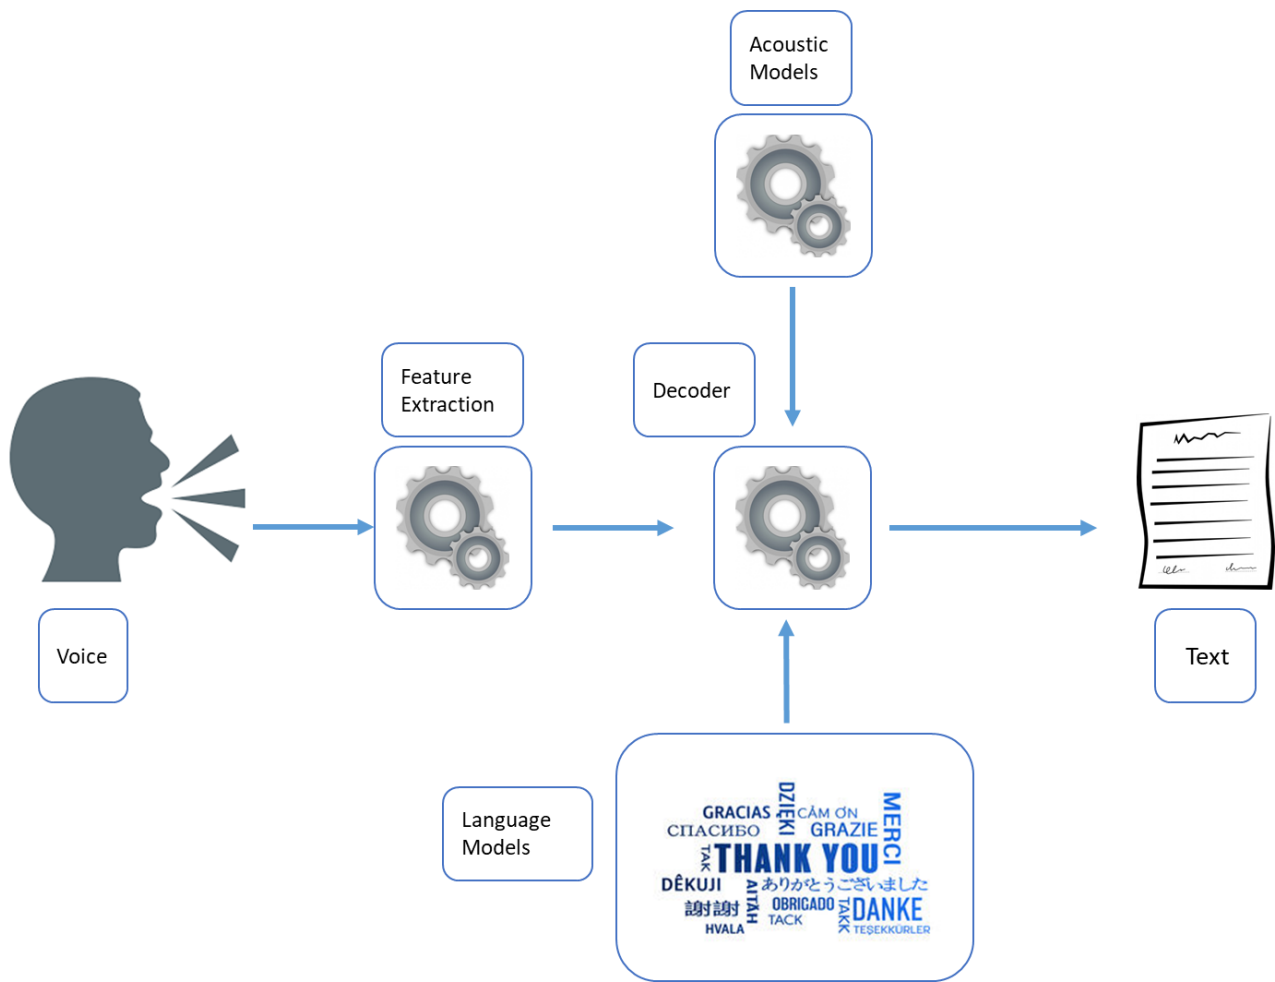 Acoustic
Models
Feature
Extraction
Decoder
Voice
Text
Language
Models
GRACIAS
DZIĘKI
CẢM ƠN
MERCI
СПАСИБО
GRAZIE
TAK
THANK YOU
DĚKUJI
AITÄH
ありがとうございました
謝謝
OBRIGADO
TAKK
DANKE
TACK
HVALA
TEŞEKKÜRLER